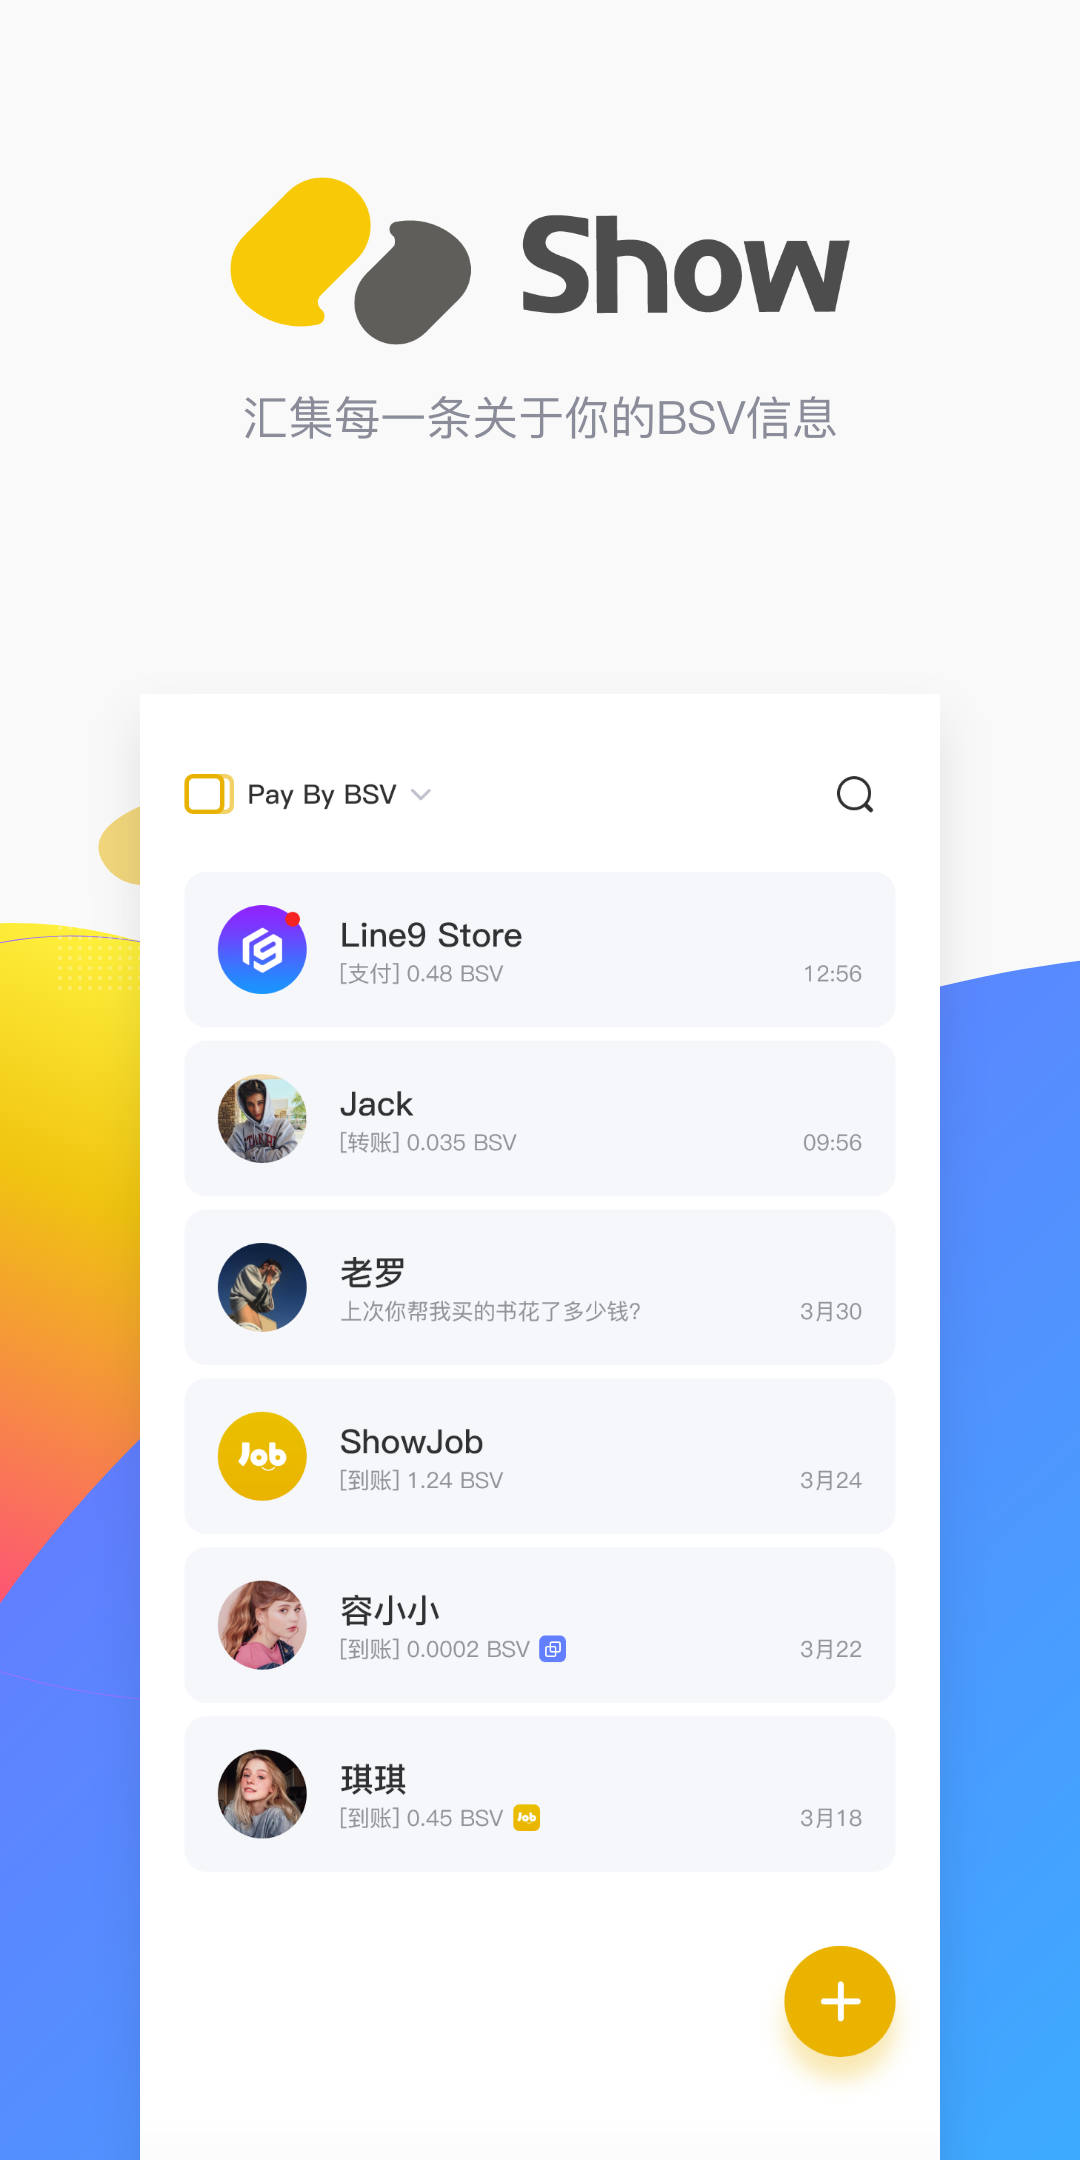 Show
汇集每一条关于你的BSV信息
Pay By BSV
Line9 Store
[支付] 0.48 BSV
12:56
Jack
[转账] 0.035 BSV
09:56
老罗
上次你帮我买的书花了多少钱?
3月30
Job
ShowJob
[到账] 1.24 BSV
3月24
容小小
[到账] 0.0002 BSV
3月22
琪琪
[到账] 0.45 BSV Job
3月18